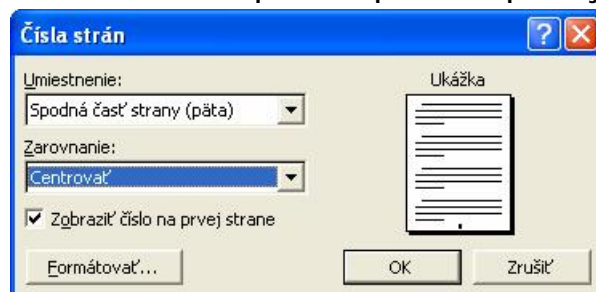 Čísla strán
Umiestnenie:
Ukážka
Spodná časť strany (päta)
Zarovnanie:
Centrovať
Zobraziť číslo na prvej strane
Formátovať...
OK
Zrušiť